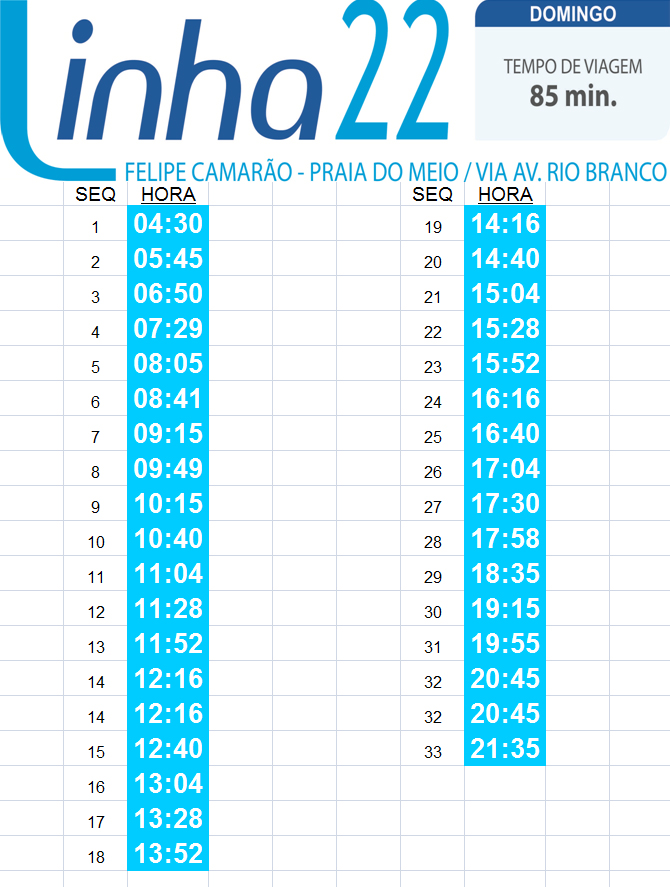 Linha 22
DOMINGO
TEMPO DE VIAGEM
85 min.
FELIPE CAMARÃO - PRAIA DO MEIO / VIA AV. RIO BRANCO
SEQ HORA SEQ HORA
1 04:30 19 14:16
2 05:45 20 14:40
3 06:50 21 15:04
4 07:29 22 15:28
5 08:05 23 15:52
6 08:41 24 16:16
7 09:15 25 16:40
8 09:49 26 17:04
9 10:15 27 17:30
10 10:40 28 17:58
11 11:04 29 18:35
12 11:28 30 19:15
13 11:52 31 19:55
14 12:16 32 20:45
14 12:16 32 20:45
15 12:40 33 21:35
16 13:04
17 13:28
18 13:52